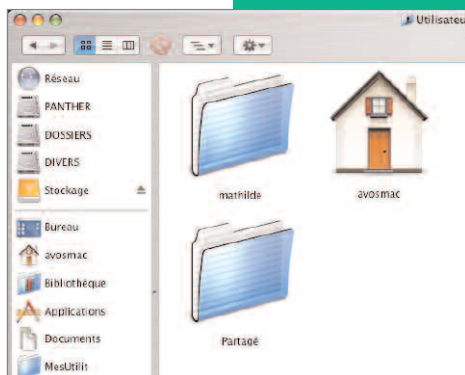 Utilisateu
Réseau
PANTHER
DOSSIERS
DIVERS
Stockage
Bureau
avosmac
Bibliothèque
Applications
Documents
MesUtilit
mathilde
avosmac
Partagé